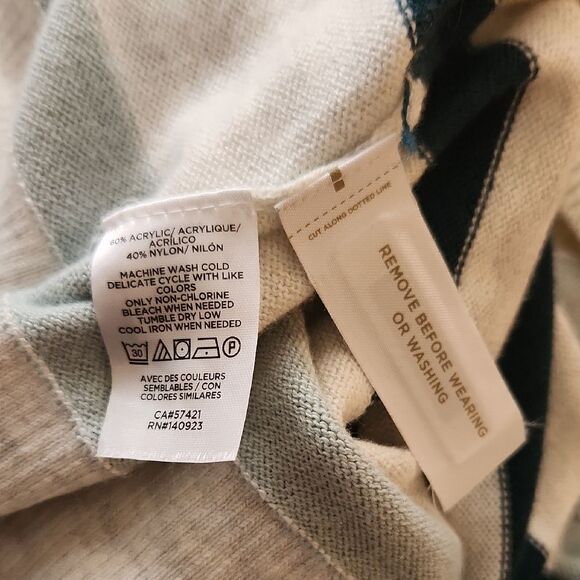 60% ACRYLIC/ ACRYLIQUE/
ACRÍLICO
40% NYLON/ NILÓN
MACHINE WASH COLD
DELICATE CYCLE WITH LIKE
COLORS
ONLY NON-CHLORINE
BLEACH WHEN NEEDED
TUMBLE DRY LOW
COOL IRON WHEN NEEDED
30
P
AVEC DES COULEURS
SEMBLABLES / CON
COLORES SIMILARES
CA#57421
RN#140923
CUT ALONG DOTTED LINE
REMOVE BEFORE WEARING
OR WASHING